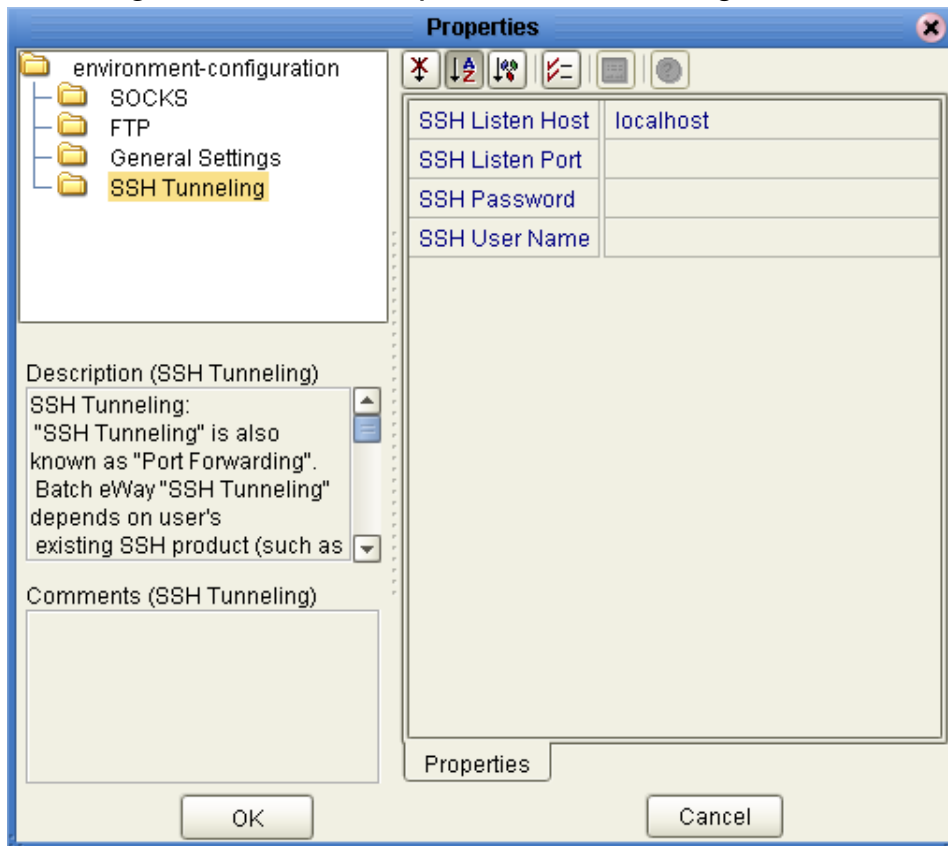 Properties
environment-configuration
SOCKS
FTP
General Settings
SSH Tunneling
SSH Listen Host localhost
SSH Listen Port
SSH Password
SSH User Name
Description (SSH Tunneling)
SSH Tunneling:
"SSH Tunneling" is also
known as "Port Forwarding".
Batch eWay "SSH Tunneling"
depends on user's
existing SSH product (such as
Comments (SSH Tunneling)
Properties
OK
Cancel